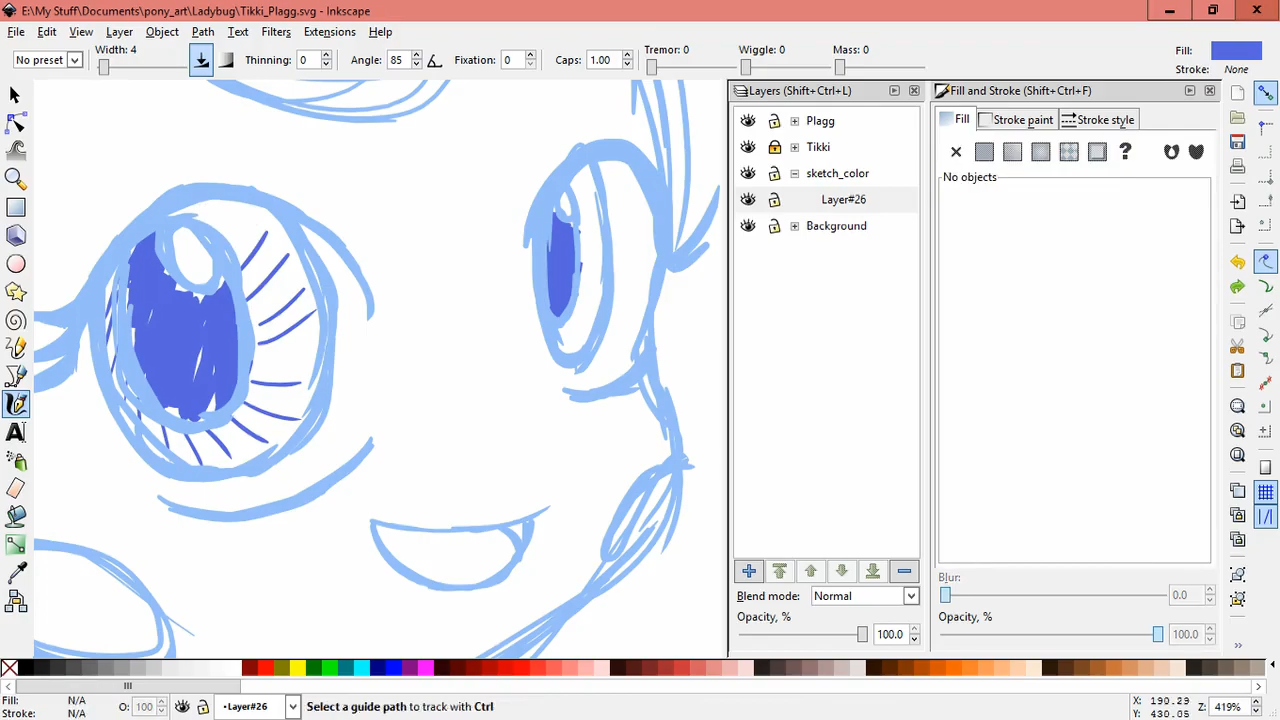 E:\My Stuff\Documents\pony_art\Ladybug\Tikki_Plagg.svg - Inkscape
File Edit View Layer Object Path Text Filters Extensions Help
No preset Width: 4 Thinning: 0 Angle: 85 Fixation: 0 Caps: 1.00 Tremor: 0 Wiggle: 0 Mass: 0 Fill:
Stroke: None
Layers (Shift+Ctrl+L)
Plagg
Tikki
sketch_color
Layer#26
Background
Blend mode: Normal
Opacity, %
100.0
Fill and Stroke (Shift+Ctrl+F)
Fill Stroke paint Stroke style
?
No objects
Blur:
0.0
Opacity, %
100.0
Fill: N/A O: 100 •Layer#26 Select a guide path to track with Ctrl X: 190.29 Z: 419%
Stroke: N/A Y: 430.05